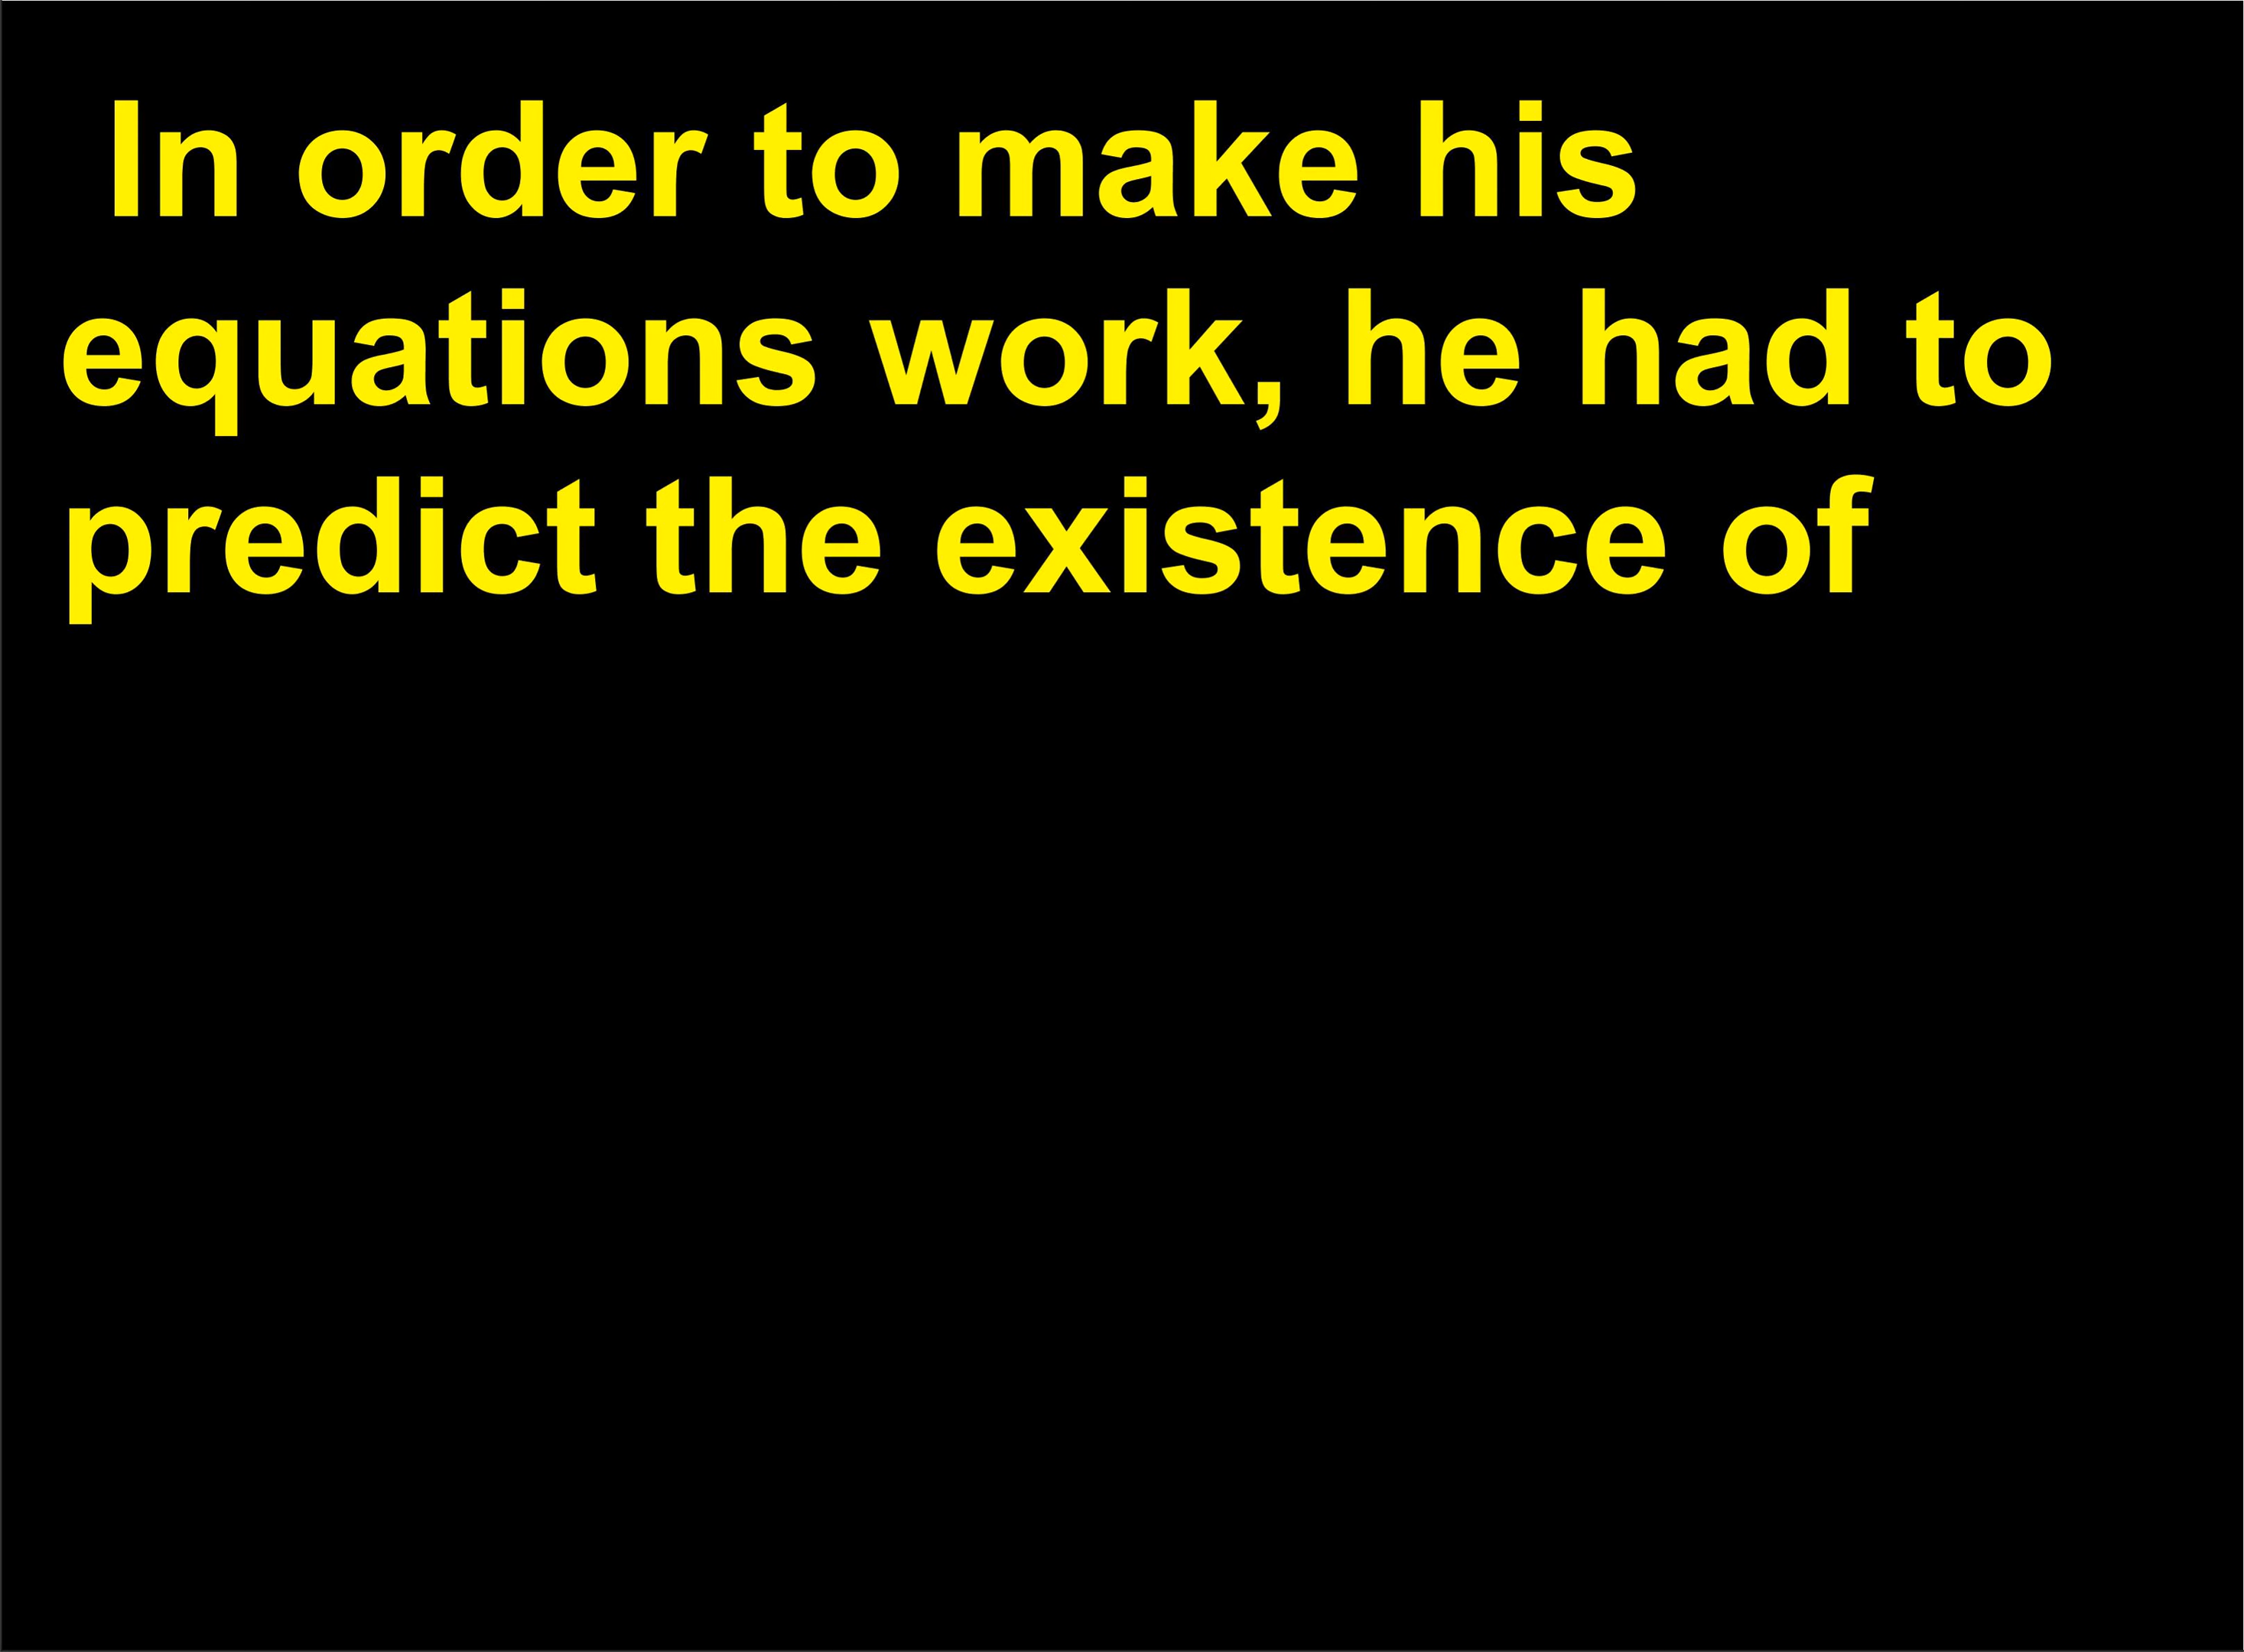 In order to make his
equations work, he had to
predict the existence of